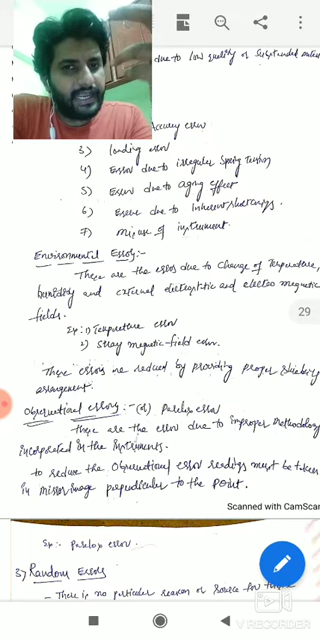 due to low quality or substandard
accuracy error
3) loading error
4) Error due to irregular spring tension
5) Error due to aging effect
6) Error due to inherent shortcomings.
7) misuse of instrument.
Environmental Errors:-
These are the erros due to change of Temperature,
humidity and external electrostatic and electro magnetic
fields.
Ex: 1) Temperature error
2) Stray magnetic field error.
29
These errors are reduced by providing proper shielding
arrangement.
Observational errors:- (or) Parallax error
these are the error due to improper methodology
incorporated in the instruments.
to reduce the Observational error readings must be taken
in mirror image perpendicular to the point.
Scanned with CamScan
Ex:- Parallax error.
3) Random Errors
- There is no particular reason or source for
V RECORDER